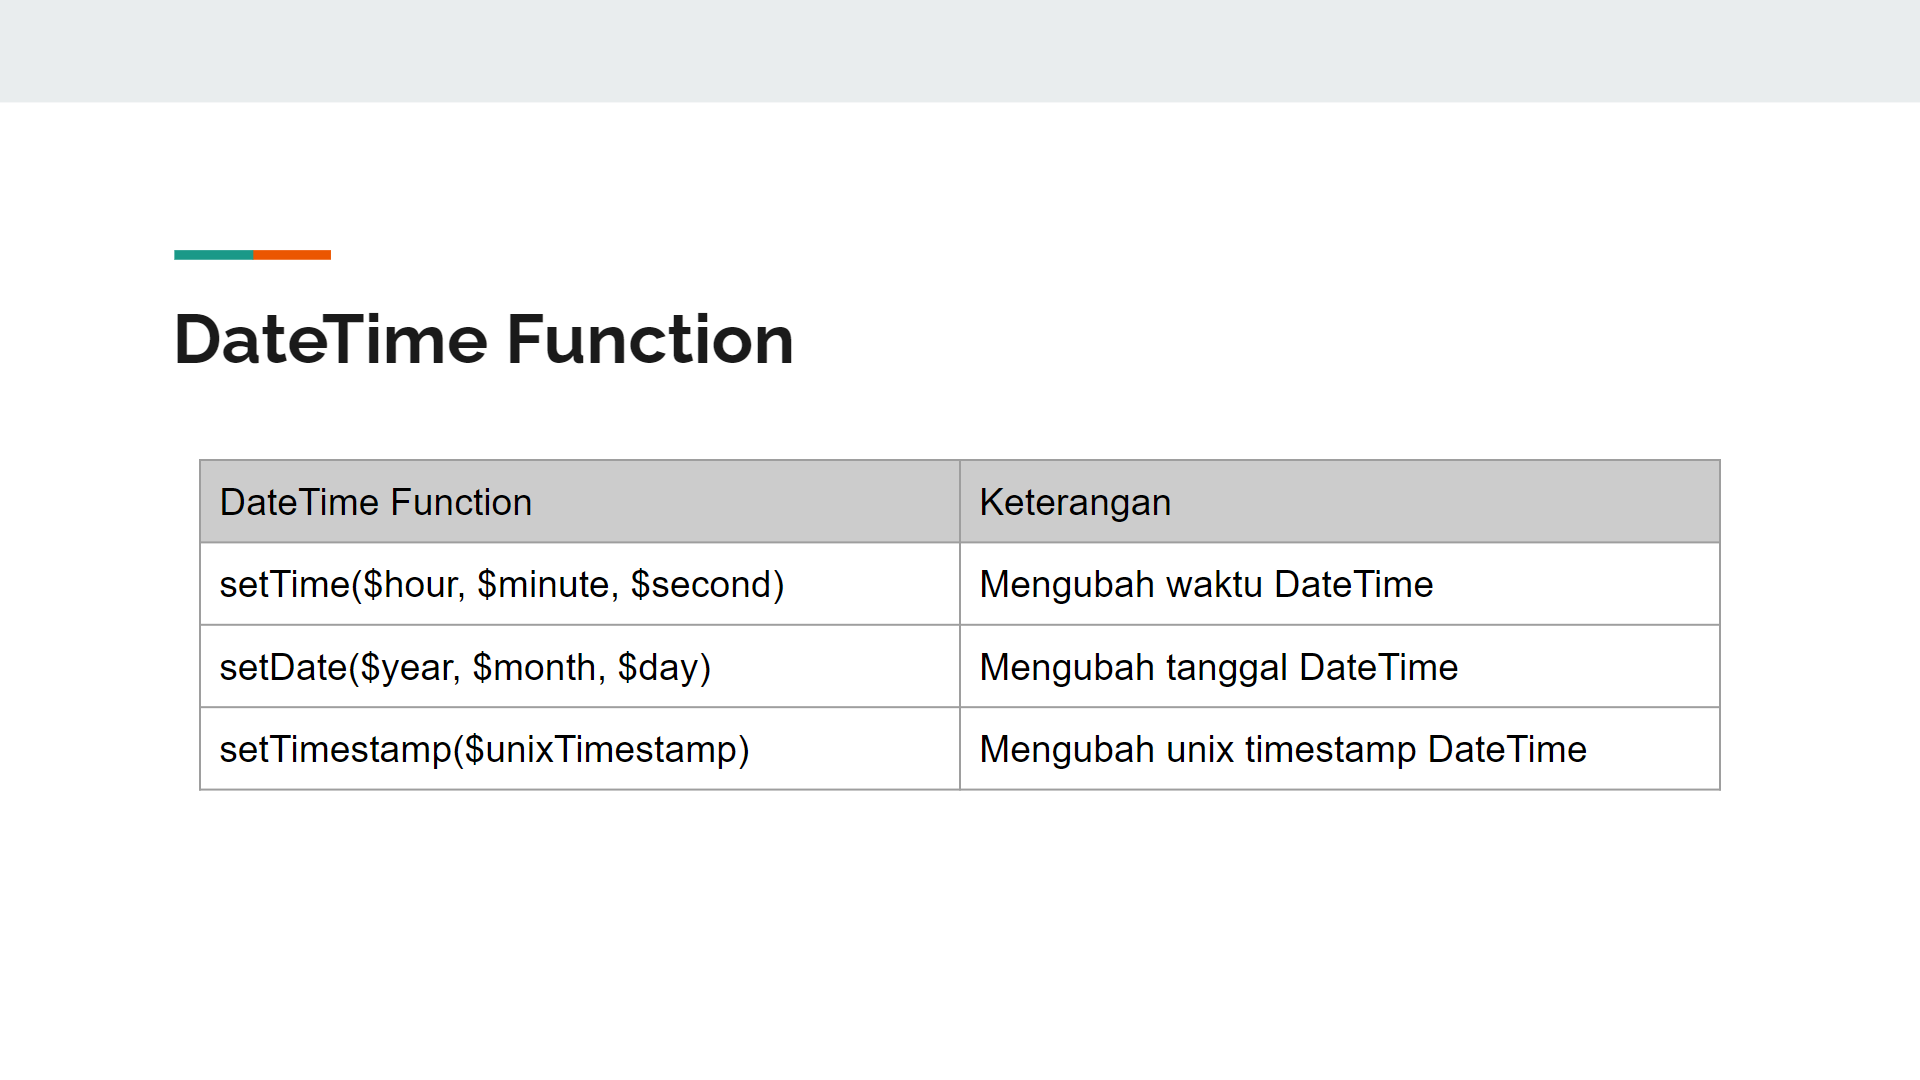 DateTime Function
DateTime Function Keterangan
setTime($hour, $minute, $second) Mengubah waktu DateTime
setDate($year, $month, $day) Mengubah tanggal DateTime
setTimestamp($unixTimestamp) Mengubah unix timestamp DateTime